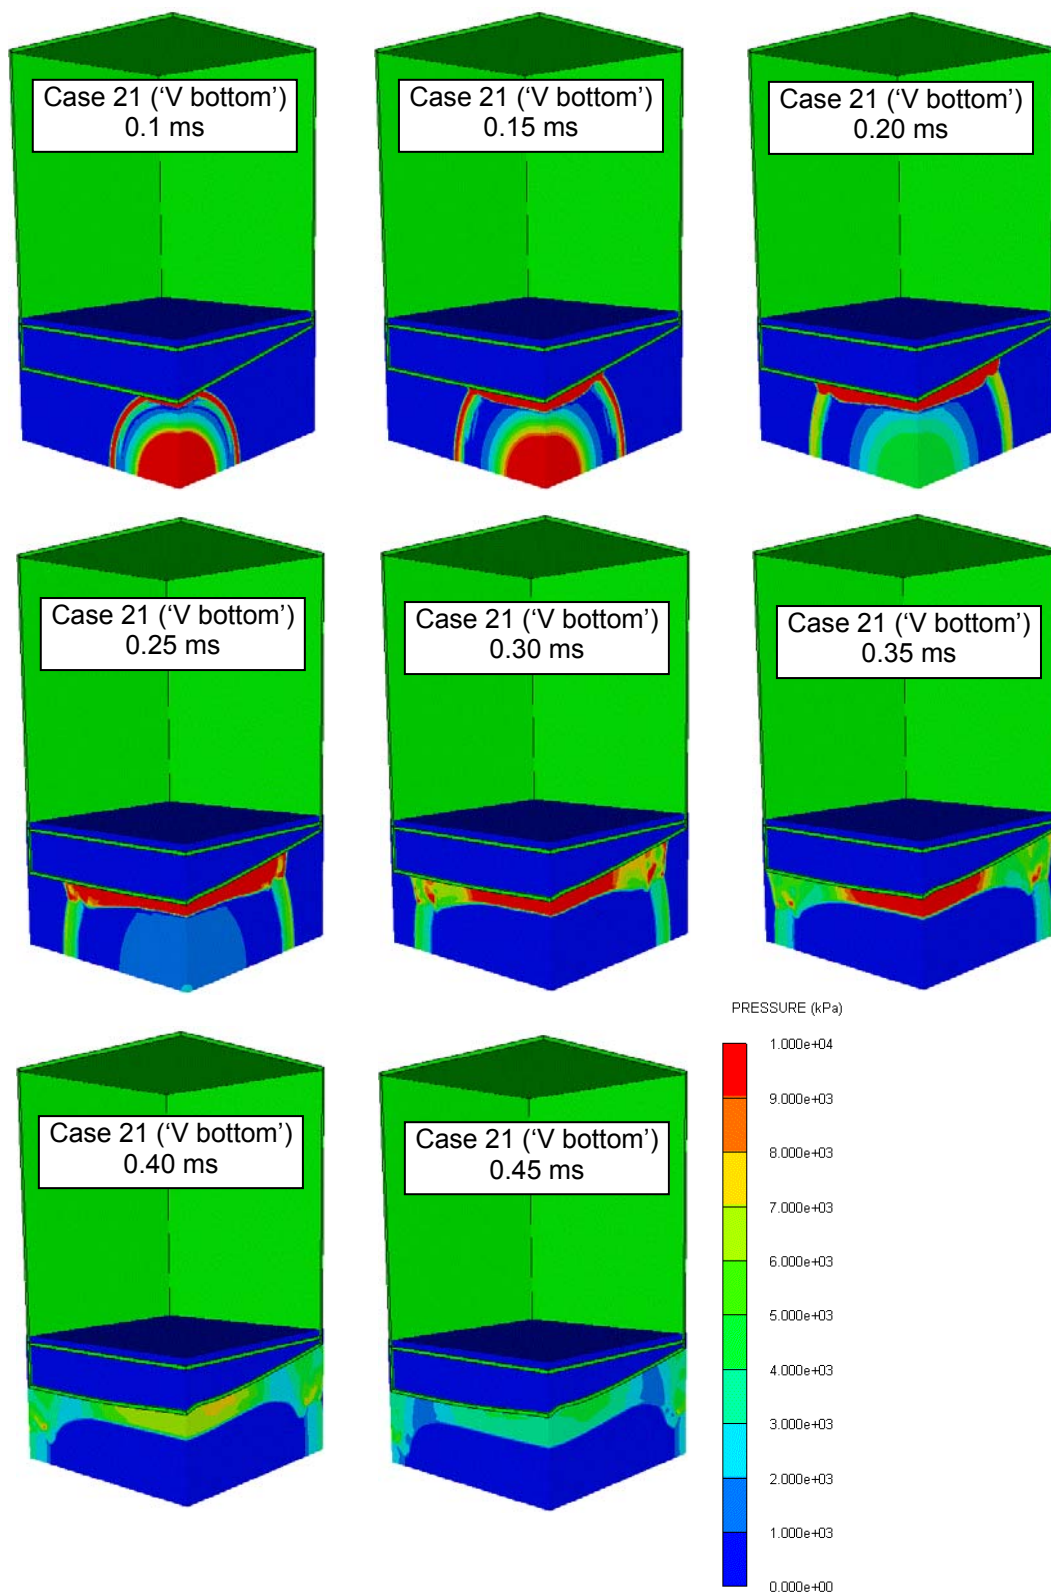 Case 21 (‘V bottom’)
0.1 ms
Case 21 (‘V bottom’)
0.15 ms
Case 21 (‘V bottom’)
0.20 ms
Case 21 (‘V bottom’)
0.25 ms
Case 21 (‘V bottom’)
0.30 ms
Case 21 (‘V bottom’)
0.35 ms
Case 21 (‘V bottom’)
0.40 ms
Case 21 (‘V bottom’)
0.45 ms
PRESSURE (kPa)
1.000e+04
9.000e+03
8.000e+03
7.000e+03
6.000e+03
5.000e+03
4.000e+03
3.000e+03
2.000e+03
1.000e+03
0.000e+00